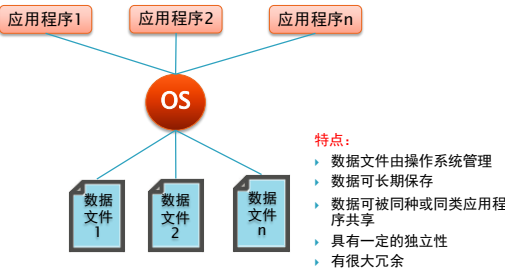 应用程序1
应用程序2
应用程序n
OS
特点：
数据文件由操作系统管理
数据可长期保存
数据可被同种或同类应用程
序共享
具有一定的独立性
有很大冗余
数据
文件
1
数据
文件
2
数据
文件
n